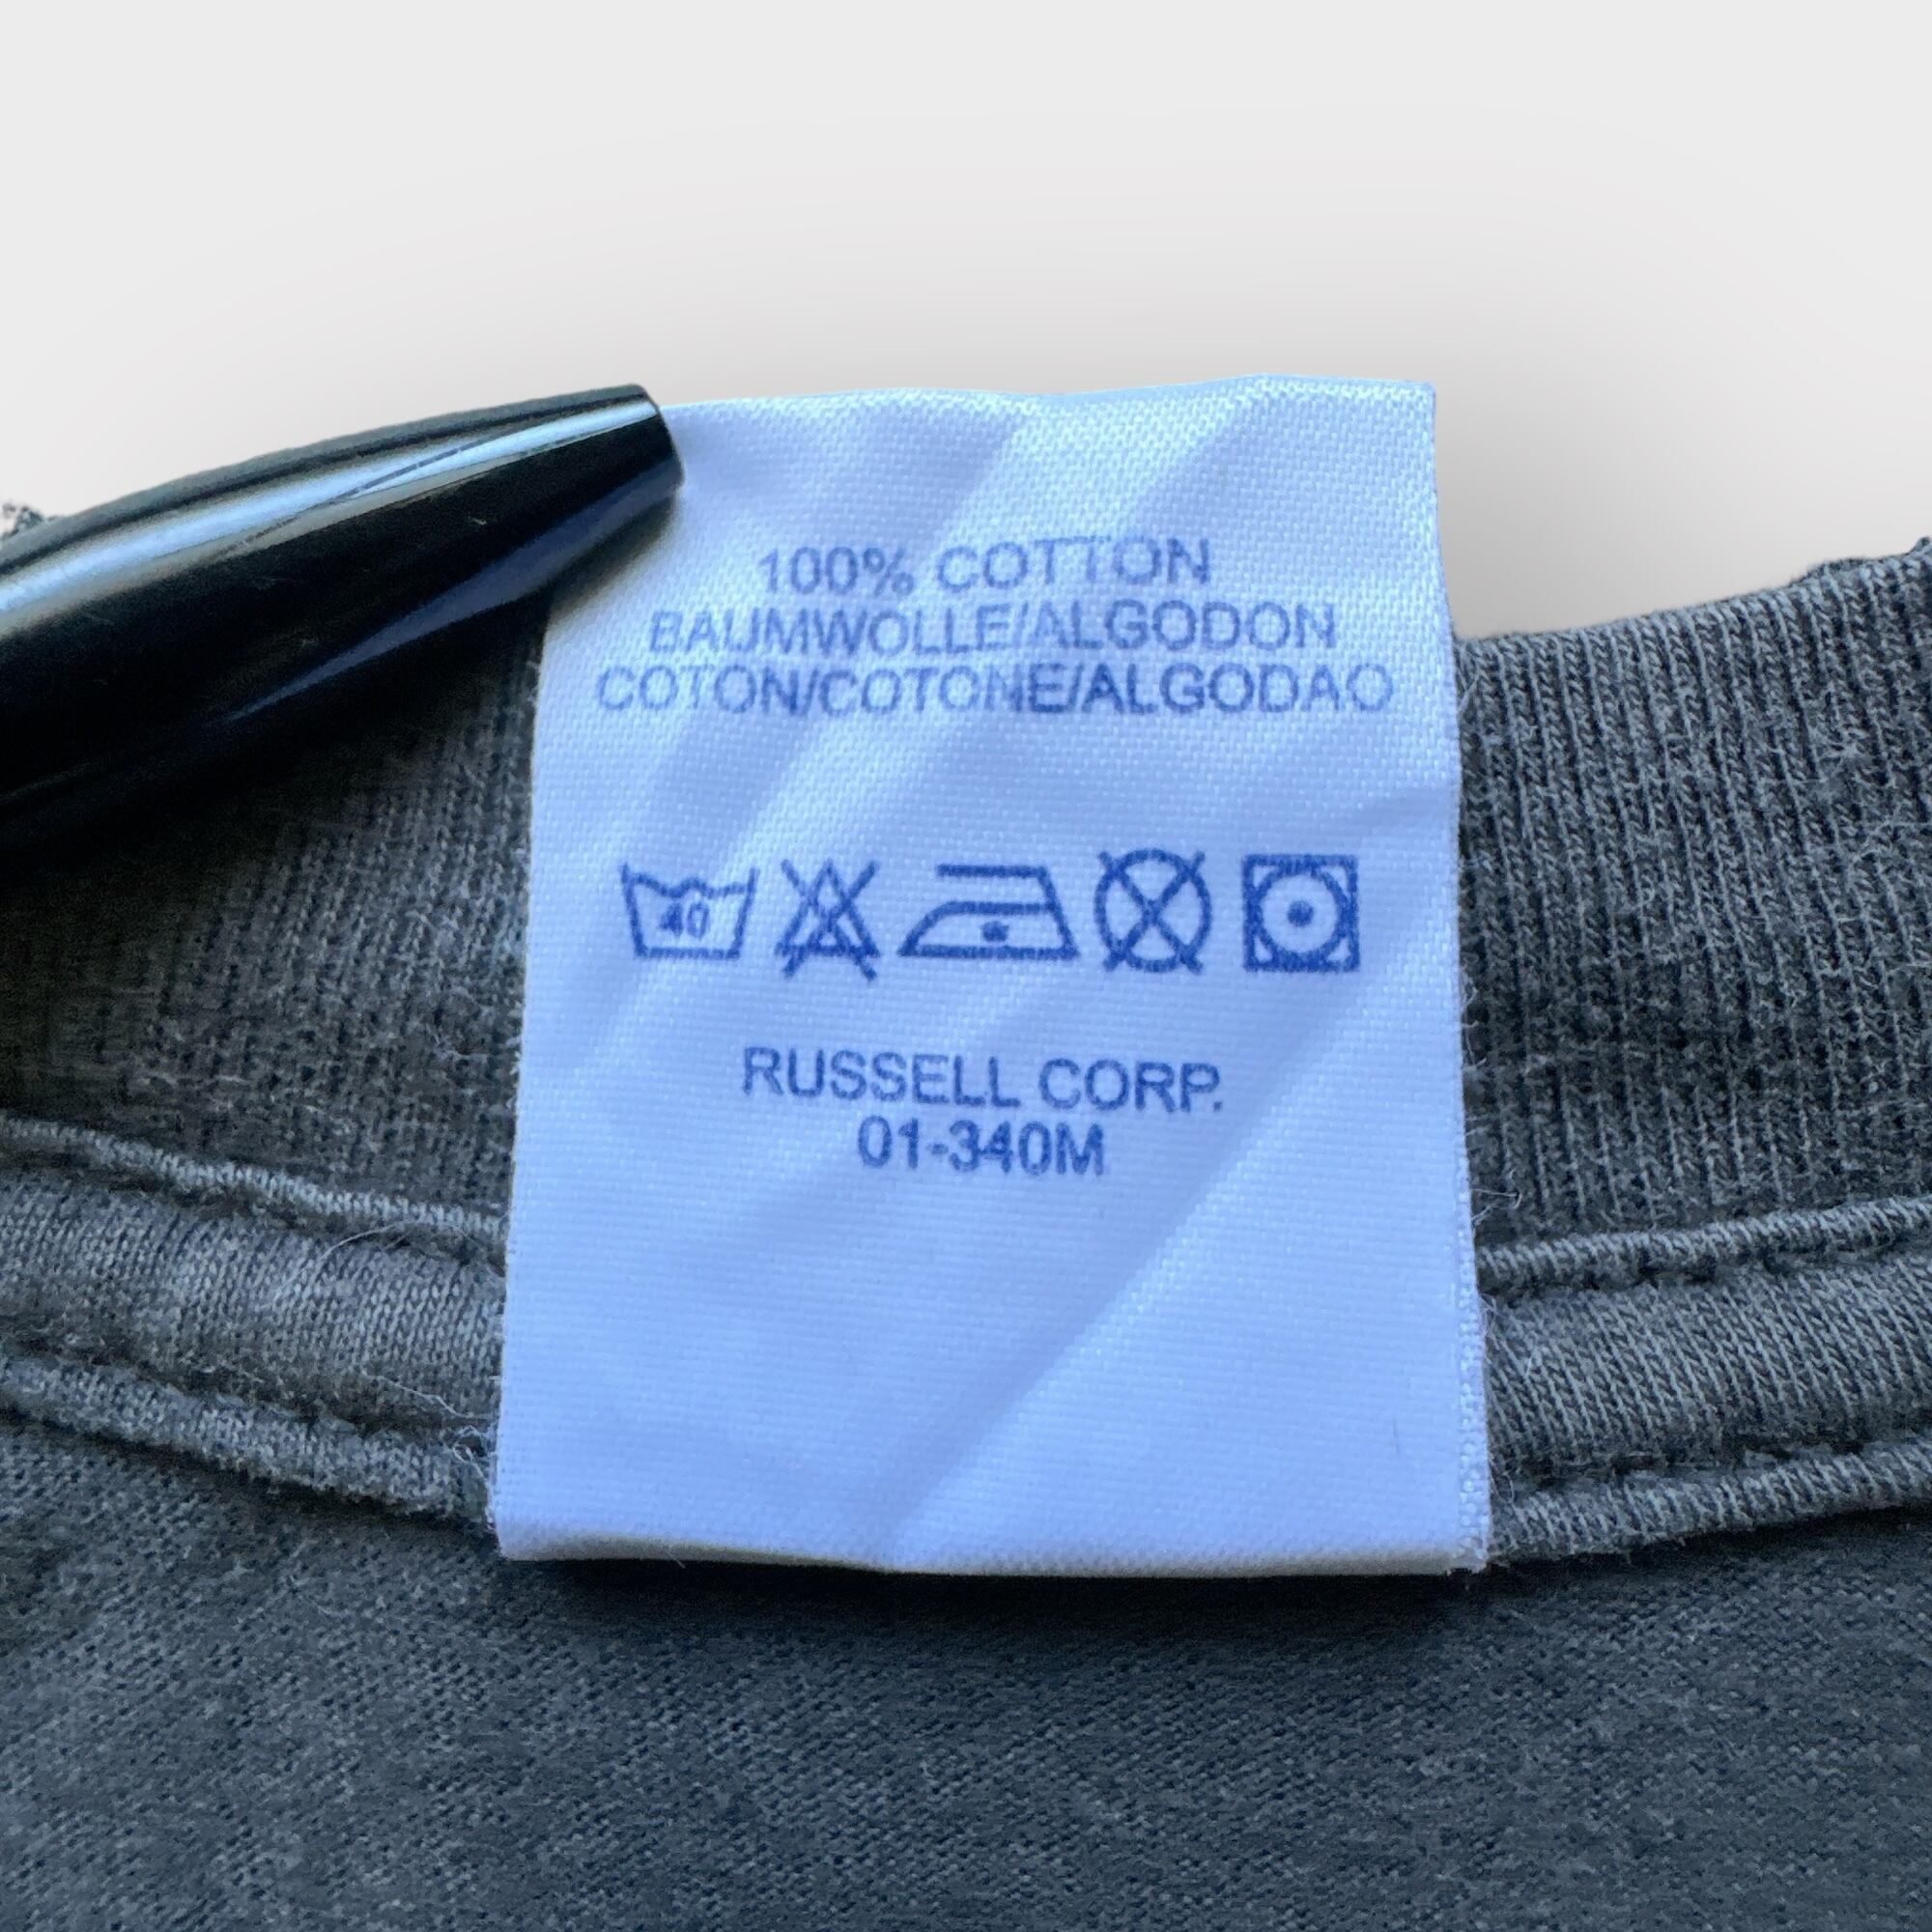 100% COTTON
BAUMWOLLE/ALGODON
COTON/COTONE/ALGODAO
40
RUSSELL CORP.
01-340M